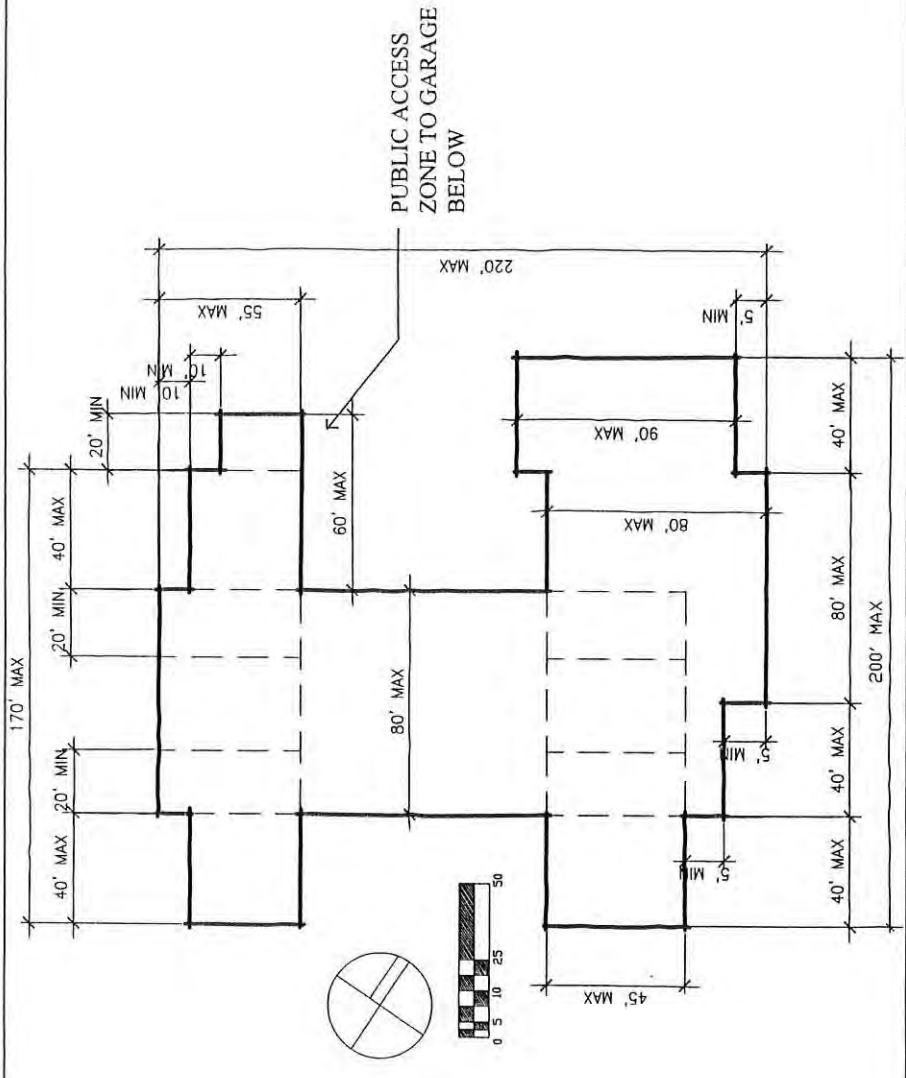 170' MAX
40' MAX
20' MIN
20' MIN
40' MAX
20' MIN
10' MIN
10' MIN
55' MAX
PUBLIC ACCESS
ZONE TO GARAGE
BELOW
220' MAX
60' MAX
80' MAX
90' MAX
80' MAX
5' MIN
5' MIN
5' MIN
45' MAX
40' MAX
40' MAX
80' MAX
40' MAX
200' MAX
0 5 10 25 50